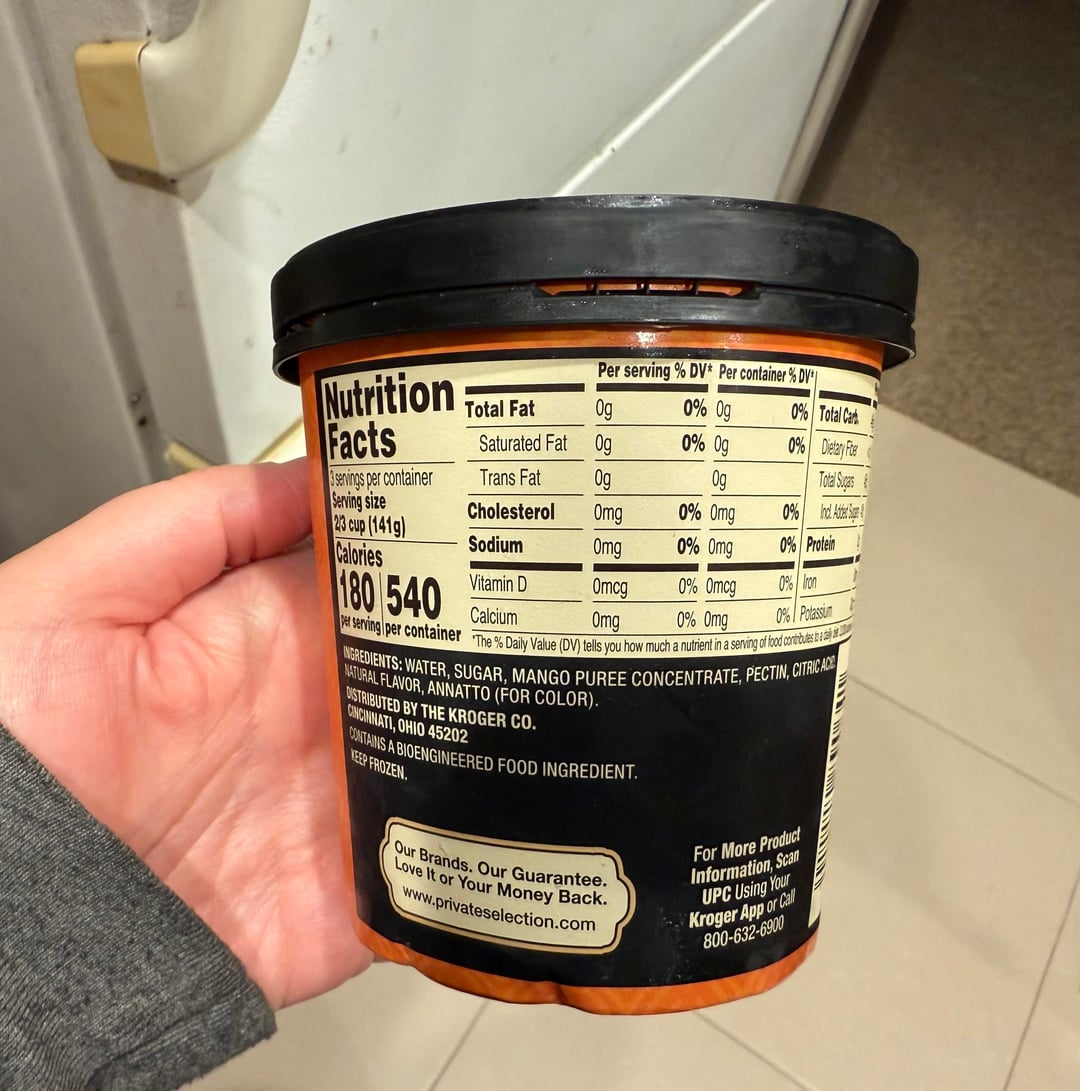 Nutrition
Facts
3 servings per container
Serving size
2/3 cup (141g)
Calories
180 540
per serving per container
Per serving % DV* Per container % DV*
Total Fat 0g 0% 0g 0%
Saturated Fat 0g 0% 0g 0%
Trans Fat 0g 0g
Cholesterol 0mg 0% 0mg 0%
Sodium 0mg 0% 0mg 0%
Vitamin D 0mcg 0% 0mcg 0%
Calcium 0mg 0% 0mg 0%
Total Carb.
Dietary Fiber
Total Sugars
Incl. Added Sugars
Protein
Iron
Potassium
*The % Daily Value (DV) tells you how much a nutrient in a serving of food contributes to a daily diet.
INGREDIENTS: WATER, SUGAR, MANGO PUREE CONCENTRATE, PECTIN, CITRIC ACID,
NATURAL FLAVOR, ANNATTO (FOR COLOR).
DISTRIBUTED BY THE KROGER CO.
CINCINNATI, OHIO 45202
CONTAINS A BIOENGINEERED FOOD INGREDIENT.
KEEP FROZEN.
Our Brands. Our Guarantee.
Love It or Your Money Back.
www.privateselection.com
For More Product
Information, Scan
UPC Using Your
Kroger App or Call
800-632-6900